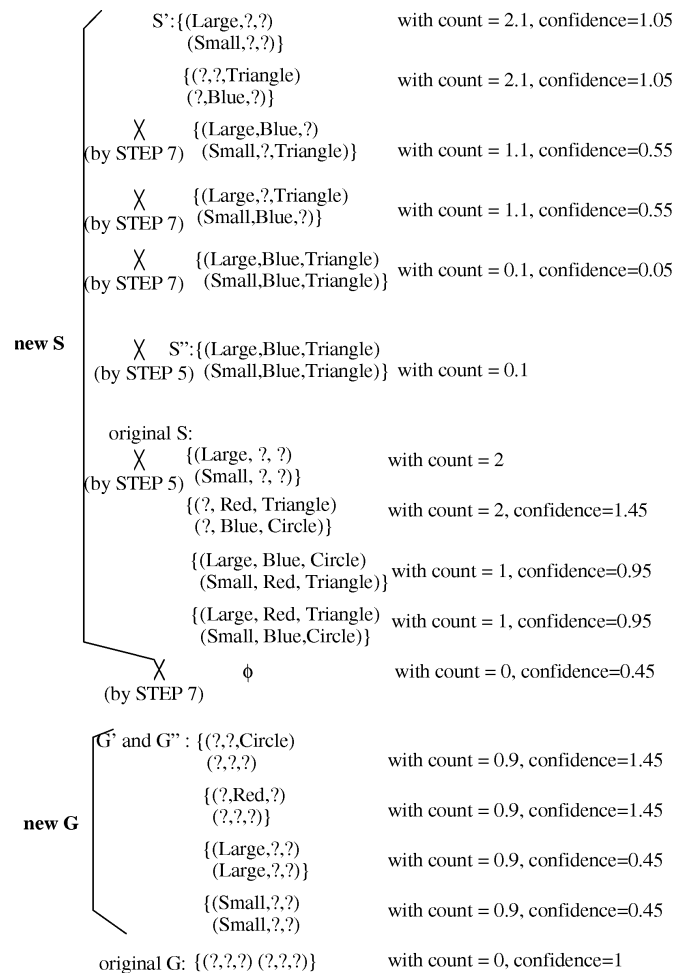 S’:{(Large,?,?) with count = 2.1, confidence=1.05
(Small,?,?)}
{(?,?,Triangle) with count = 2.1, confidence=1.05
(?,Blue,?)}
{(Large,Blue,?)
(by STEP 7) (Small,?,Triangle)} with count = 1.1, confidence=0.55
{(Large,?,Triangle)
(by STEP 7) (Small,Blue,?)} with count = 1.1, confidence=0.55
{(Large,Blue,Triangle)
(by STEP 7) (Small,Blue,Triangle)} with count = 0.1, confidence=0.05
new S
S”:{(Large,Blue,Triangle)
(by STEP 5) (Small,Blue,Triangle)} with count = 0.1
original S:
{(Large, ?, ?) with count = 2
(by STEP 5) (Small, ?, ?)}
{(?, Red, Triangle) with count = 2, confidence=1.45
(?, Blue, Circle)}
{(Large, Blue, Circle) with count = 1, confidence=0.95
(Small, Red, Triangle)}
{(Large, Red, Triangle) with count = 1, confidence=0.95
(Small, Blue,Circle)}
ϕ with count = 0, confidence=0.45
(by STEP 7)
G’ and G” : {(?,?,Circle) with count = 0.9, confidence=1.45
(?,?,?)
{(?,Red,?) with count = 0.9, confidence=1.45
(?,?,?)}
new G
{(Large,?,?) with count = 0.9, confidence=0.45
(Large,?,?)}
{(Small,?,?) with count = 0.9, confidence=0.45
(Small,?,?)
original G: {(?,?,?) (?,?,?)} with count = 0, confidence=1